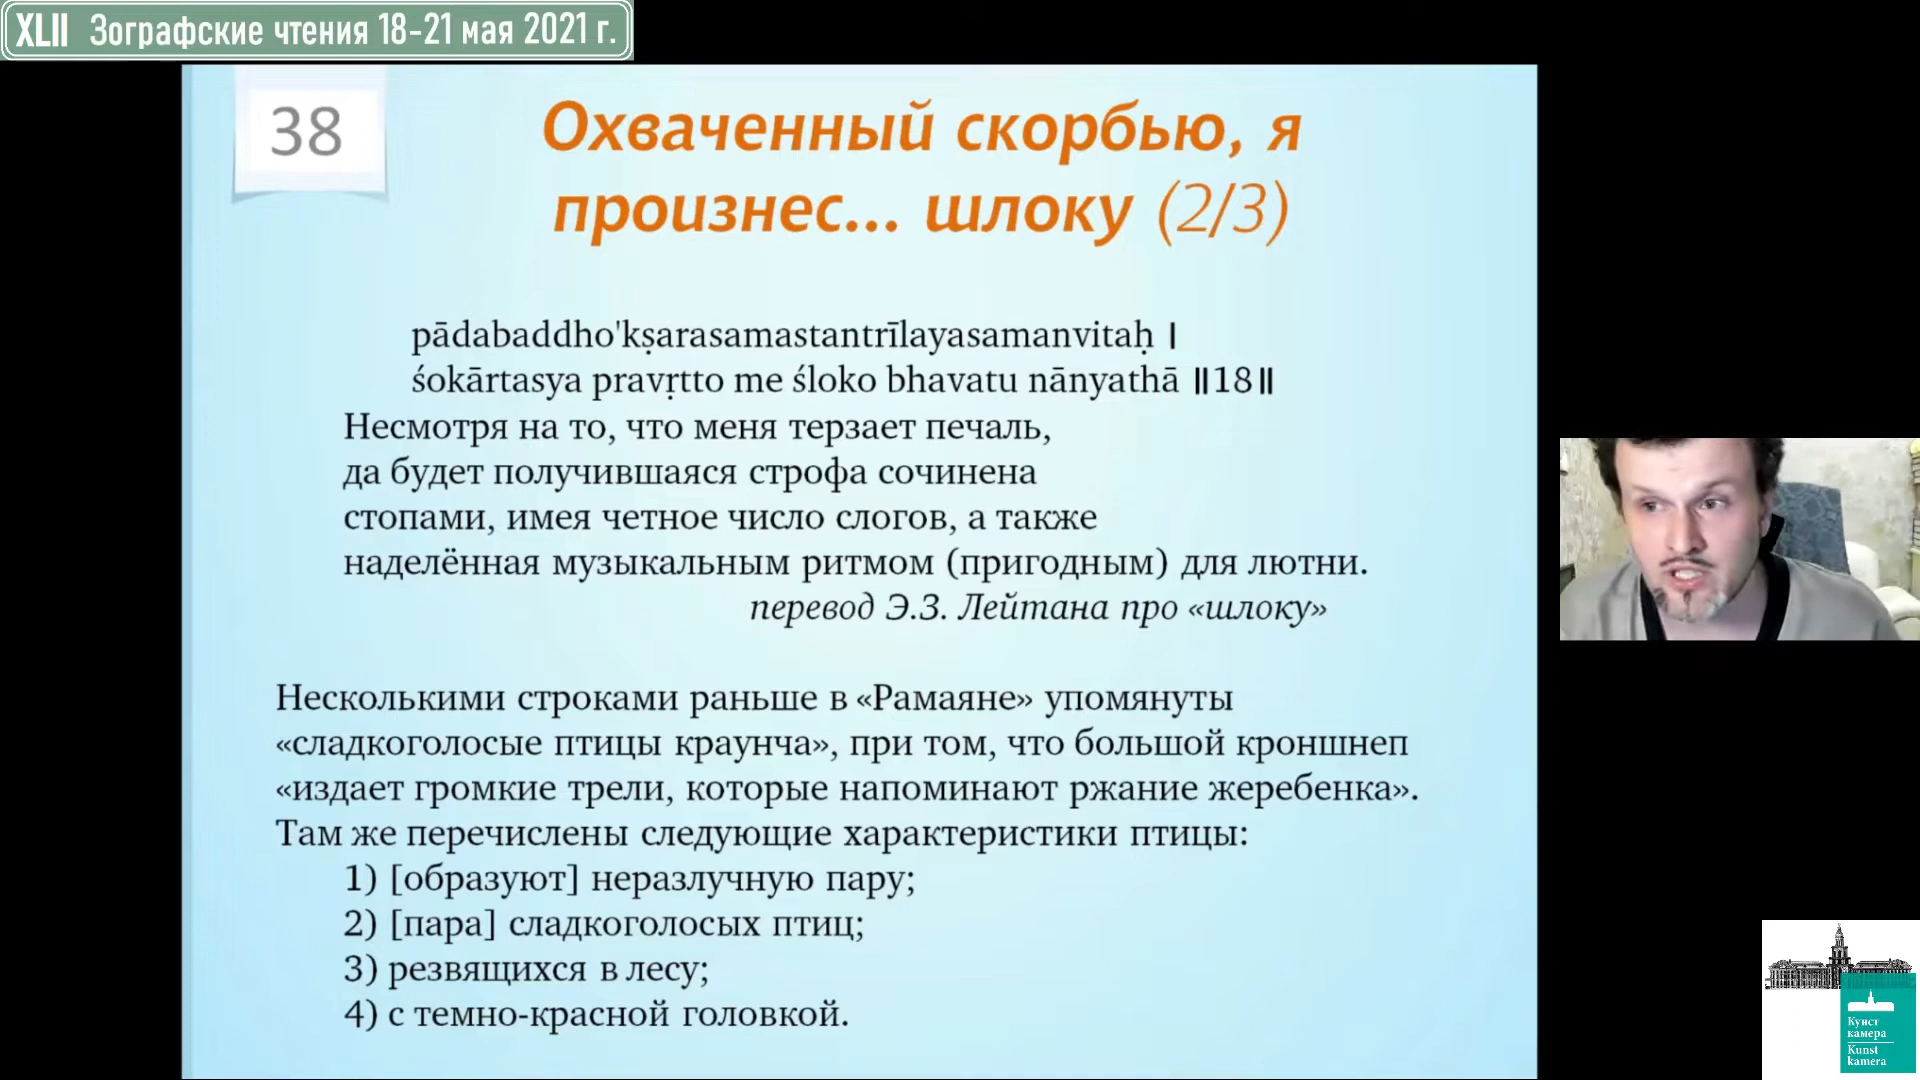 XLII Зографские чтения 18-21 мая 2021 г.
38
Охваченный скорбью, я
произнес... шлоку (2/3)
pādabaddho'kṣarasamastantrīlayasamanvitaḥ |
śokārtasya pravṛtto me śloko bhavatu nānyathā ǁ18ǁ
Несмотря на то, что меня терзает печаль,
да будет получившаяся строфа сочинена
стопами, имея четное число слогов, а также
наделённая музыкальным ритмом (пригодным) для лютни.
перевод Э.З. Лейтана про «шлоку»
Несколькими строками раньше в «Рамаяне» упомянуты
«сладкоголосые птицы краунча», при том, что большой кроншнеп
«издает громкие трели, которые напоминают ржание жеребенка».
Там же перечислены следующие характеристики птицы:
1) [образуют] неразлучную пару;
2) [пара] сладкоголосых птиц;
3) резвящихся в лесу;
4) с темно-красной головкой.
Кунст
камера
Kunst
kamera